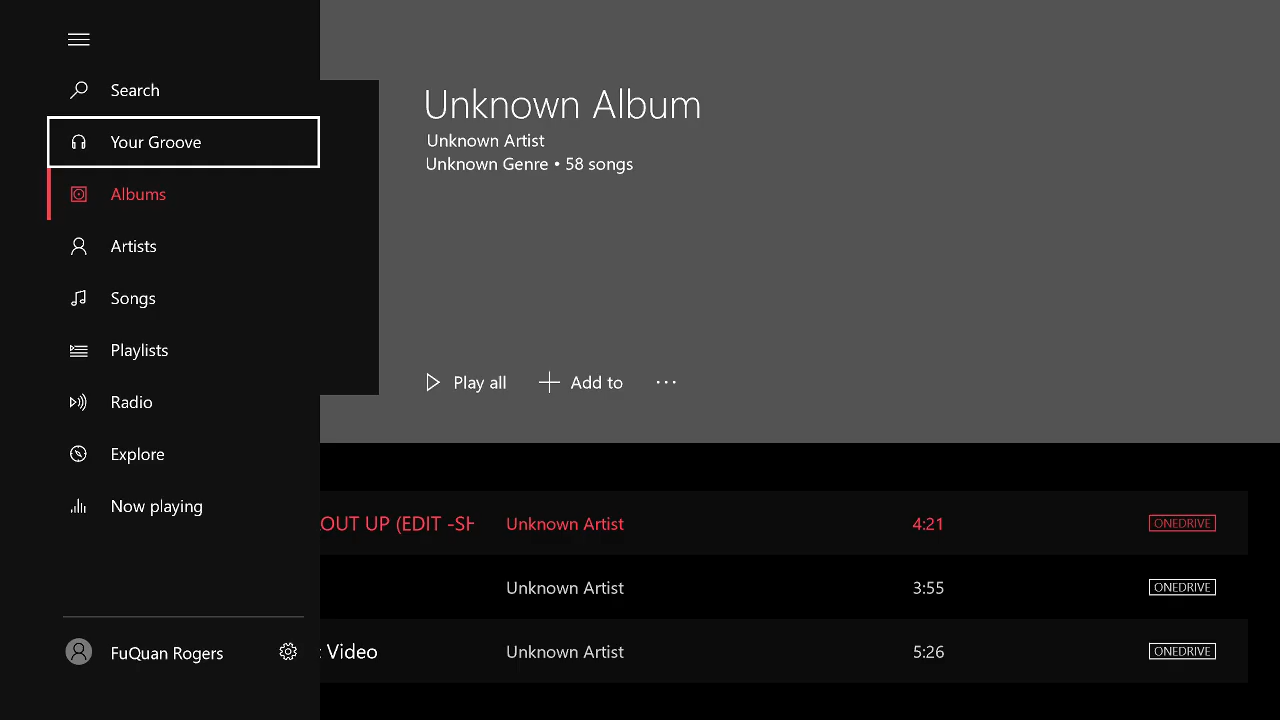 Search
Your Groove
Albums
Artists
Songs
Playlists
Radio
Explore
Now playing
FuQuan Rogers
Unknown Album
Unknown Artist
Unknown Genre • 58 songs
Play all
Add to
OUT UP (EDIT -SH Unknown Artist 4:21 ONEDRIVE
Unknown Artist 3:55 ONEDRIVE
Video Unknown Artist 5:26 ONEDRIVE